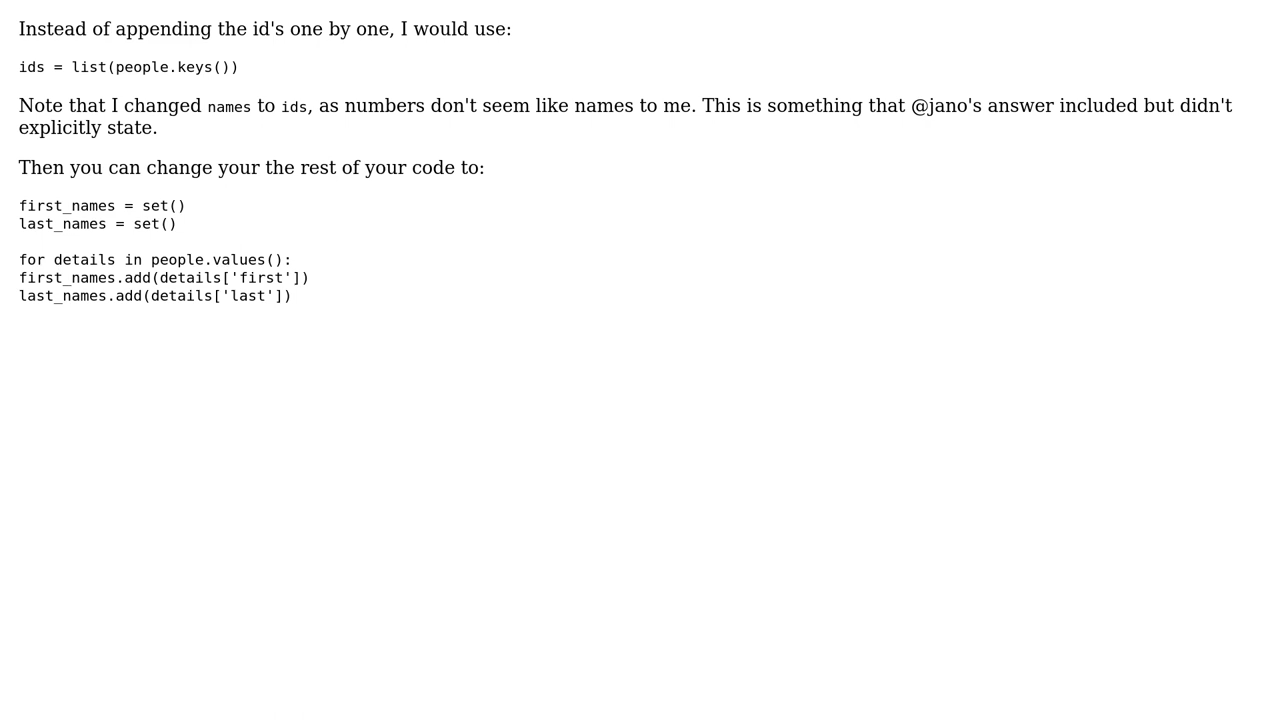 Instead of appending the id's one by one, I would use:
ids = list(people.keys())
Note that I changed names to ids, as numbers don't seem like names to me. This is something that @jano's answer included but didn't
explicitly state.
Then you can change your the rest of your code to:
first_names = set()
last_names = set()
for details in people.values():
first_names.add(details['first'])
last_names.add(details['last'])